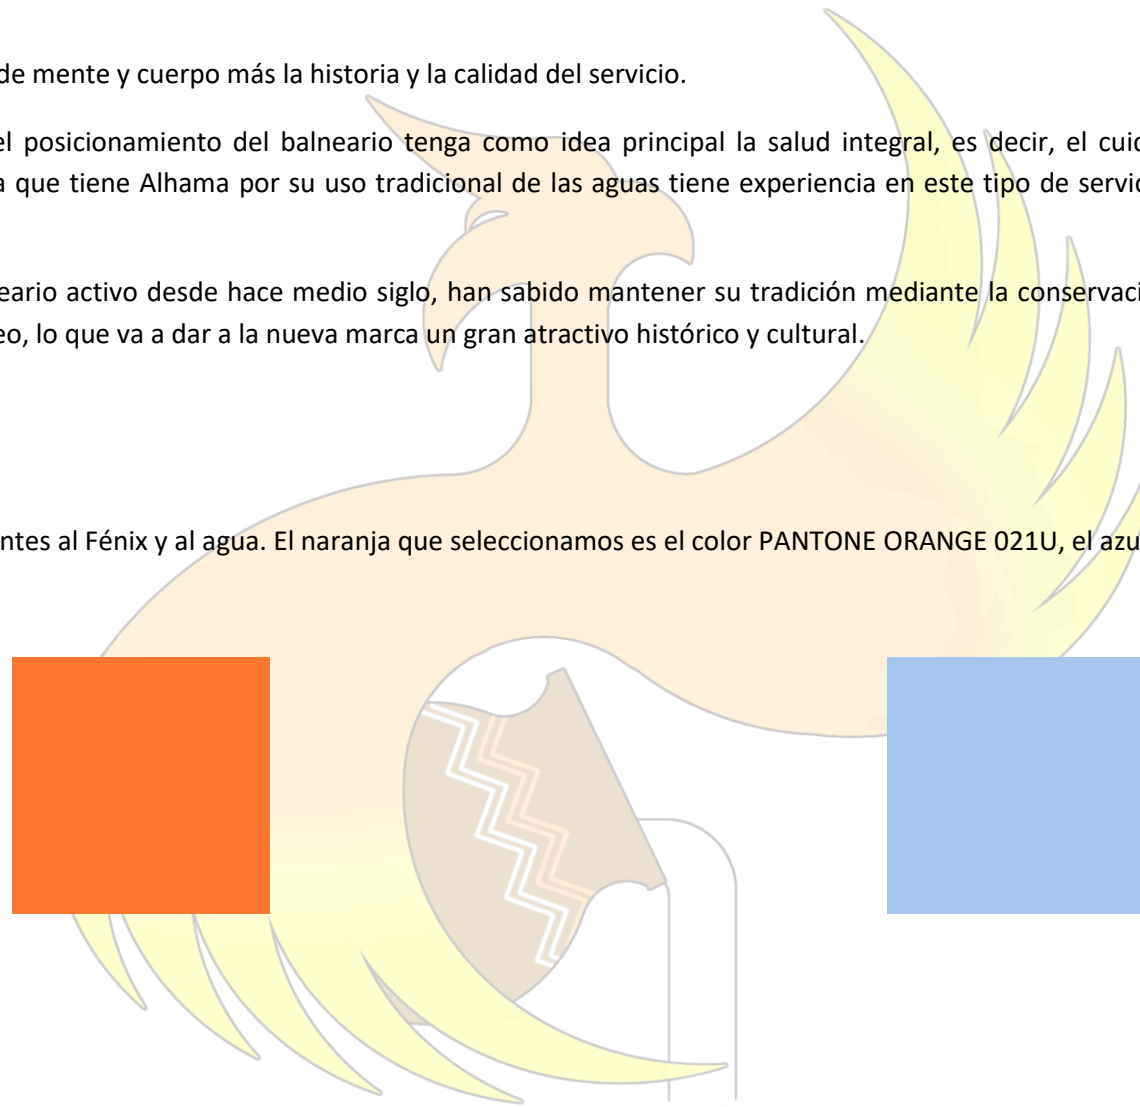 de mente y cuerpo más la historia y la calidad del servicio.
el posicionamiento del balneario tenga como idea principal la salud integral, es decir, el cuid
a que tiene Alhama por su uso tradicional de las aguas tiene experiencia en este tipo de servic
eario activo desde hace medio siglo, han sabido mantener su tradición mediante la conservaci
eo, lo que va a dar a la nueva marca un gran atractivo histórico y cultural.
ntes al Fénix y al agua. El naranja que seleccionamos es el color PANTONE ORANGE 021U, el azu